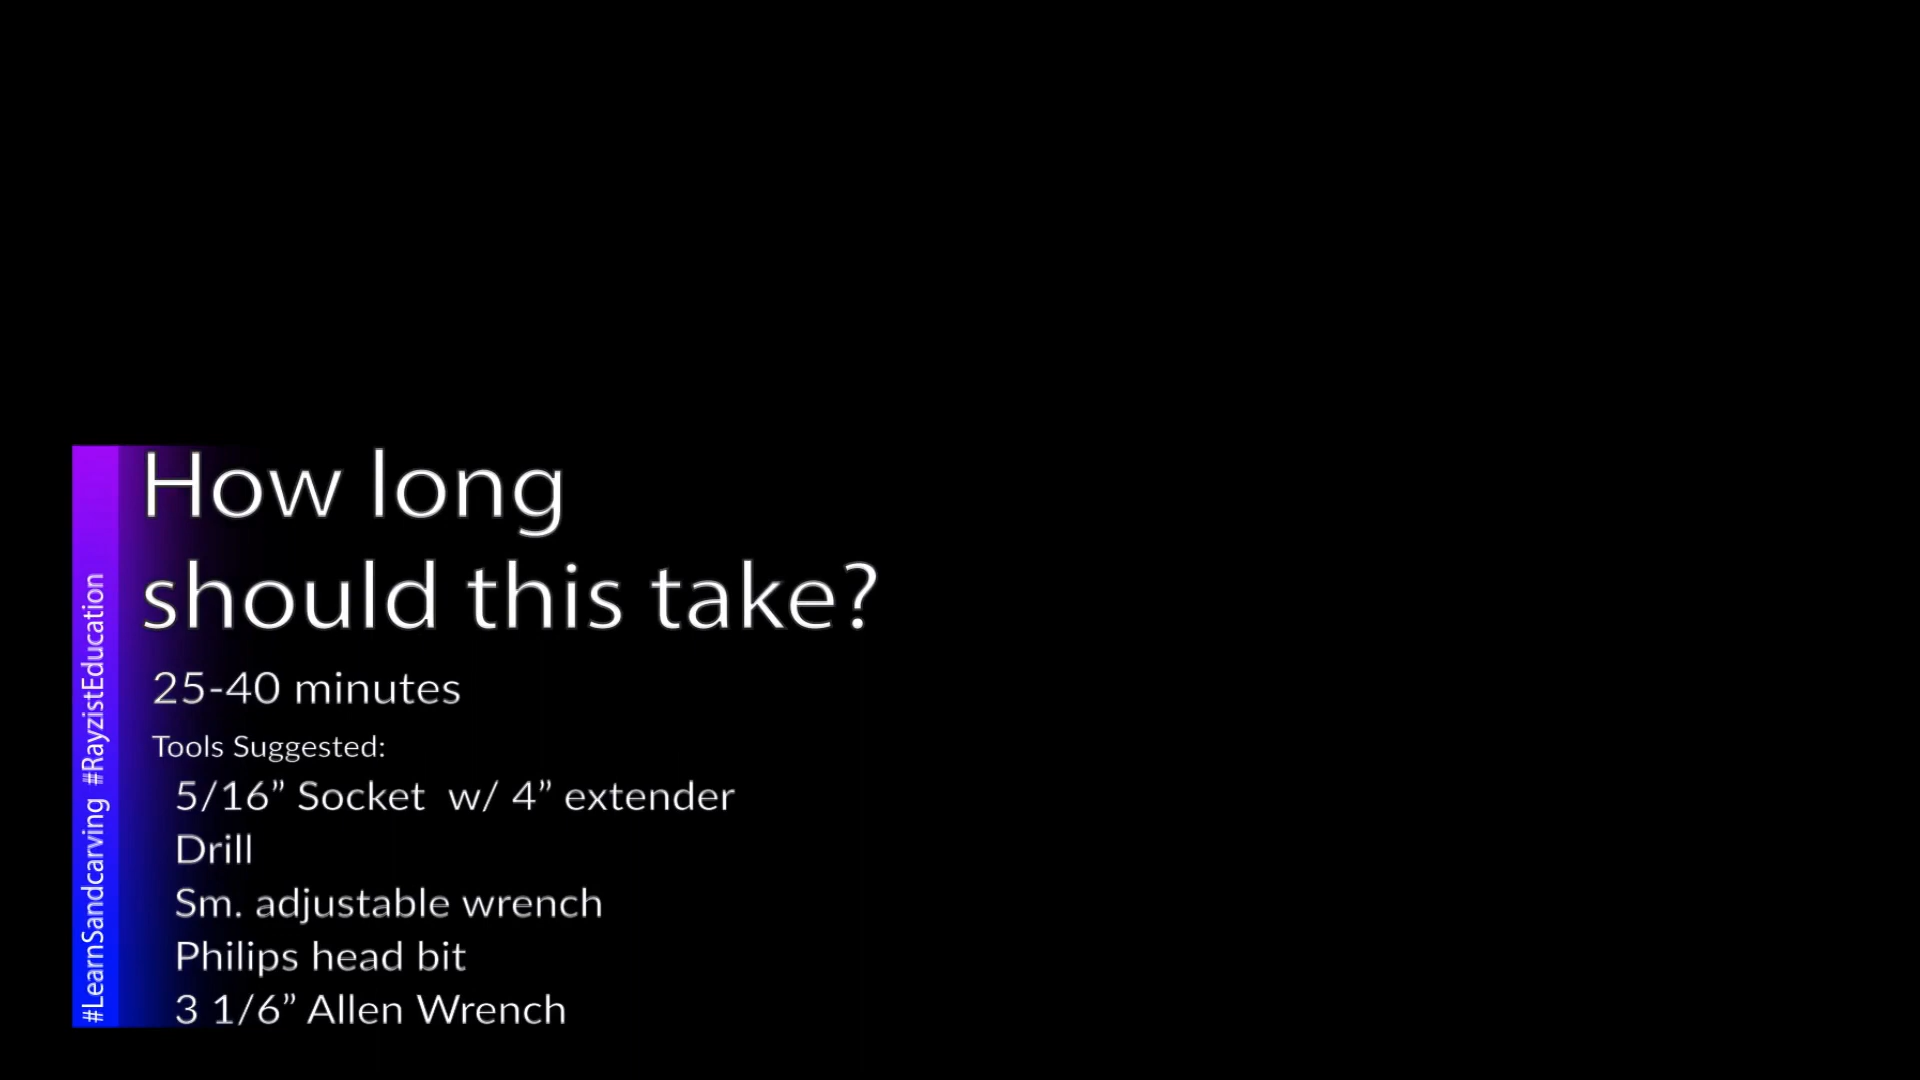 How long
should this take?
25-40 minutes
Tools Suggested:
5/16” Socket w/ 4” extender
Drill
Sm. adjustable wrench
Philips head bit
3 1/6” Allen Wrench
#LearnSandcarving #RayzistEducation